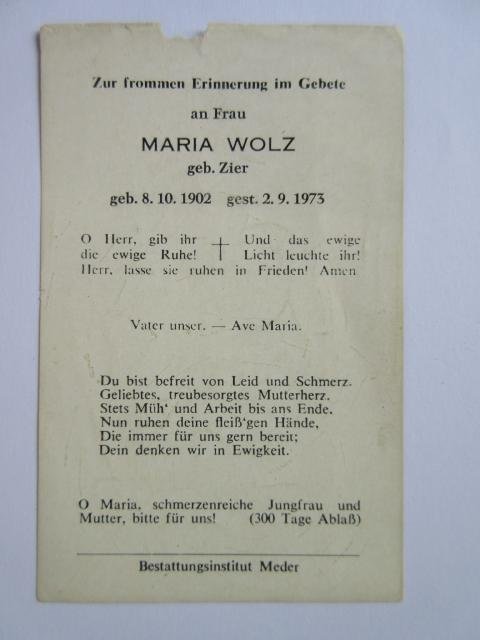 Zur frommen Erinnerung im Gebete
an Frau
MARIA WOLZ
geb. Zier
geb. 8. 10. 1902 gest. 2. 9. 1973
O Herr, gib ihr † Und das ewige
die ewige Ruhe! Licht leuchte ihr!
Herr, lasse sie ruhen in Frieden! Amen
Vater unser. — Ave Maria.
Du bist befreit von Leid und Schmerz.
Geliebtes, treubesorgtes Mutterherz.
Stets Müh' und Arbeit bis ans Ende,
Nun ruhen deine fleiß'gen Hände,
Die immer für uns gern bereit;
Dein denken wir in Ewigkeit.
O Maria, schmerzenreiche Jungfrau und
Mutter, bitte für uns! (300 Tage Ablaß)
Bestattungsinstitut Meder